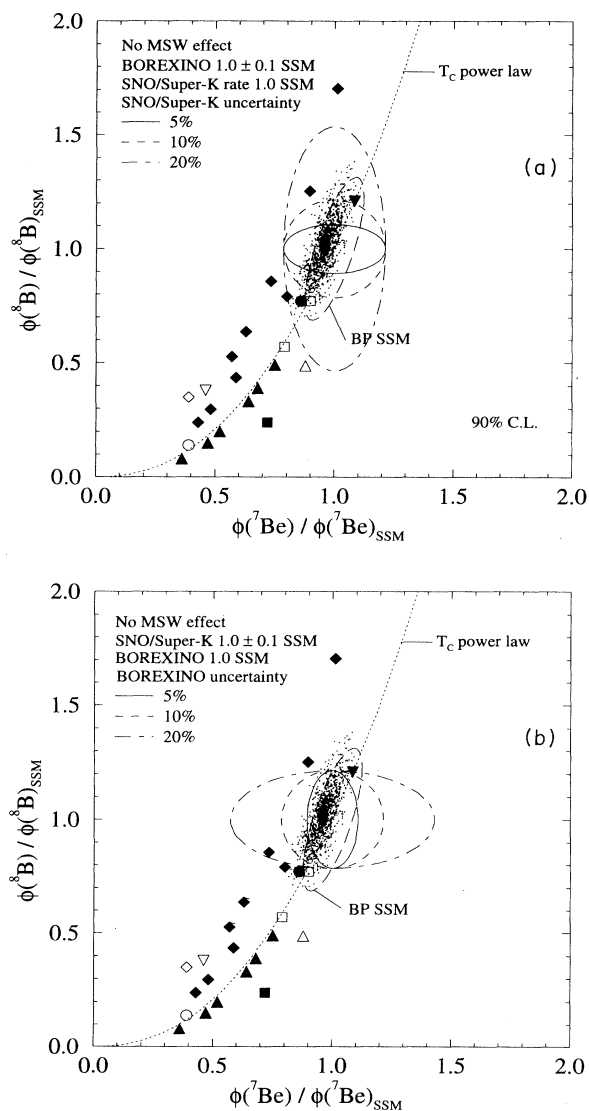 2.0
No MSW effect
BOREXINO 1.0 ± 0.1 SSM
SNO/Super-K rate 1.0 SSM
SNO/Super-K uncertainty
5%
10%
20%
T_C power law
(a)
1.5
1.0
0.5
0.0
ϕ(⁸B) / ϕ(⁸B)_SSM
BP SSM
90% C.L.
0.0 0.5 1.0 1.5 2.0
ϕ(⁷Be) / ϕ(⁷Be)_SSM
2.0
No MSW effect
SNO/Super-K 1.0 ± 0.1 SSM
BOREXINO 1.0 SSM
BOREXINO uncertainty
5%
10%
20%
T_C power law
(b)
1.5
1.0
0.5
0.0
ϕ(⁸B) / ϕ(⁸B)_SSM
BP SSM
0.0 0.5 1.0 1.5 2.0
ϕ(⁷Be) / ϕ(⁷Be)_SSM